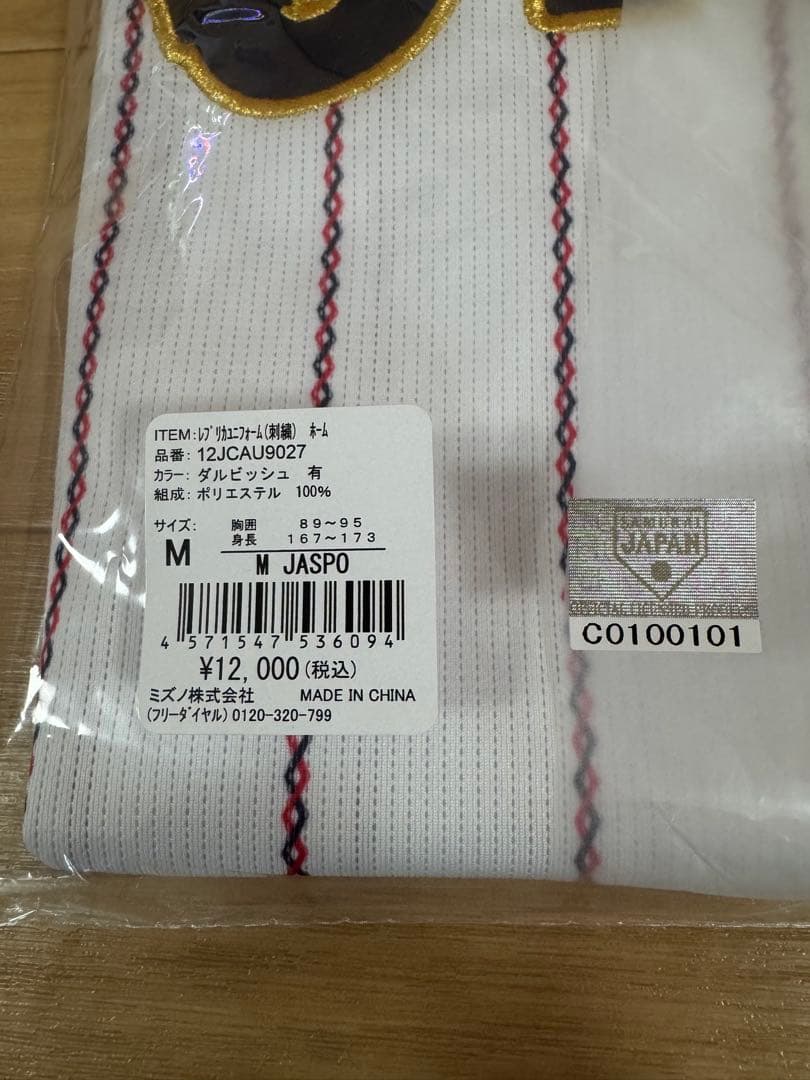 ITEM:ﾚﾌﾟﾘｶﾕﾆﾌｫｰﾑ(刺繍) ﾎｰﾑ
品番: 12JCAU9027
カラー: ダルビッシュ 有
組成: ポリエステル 100%
サイズ: 胸囲 89~95
身長 167~173
M
M JASPO
4 571547 536094
¥12,000(税込)
ミズノ株式会社 MADE IN CHINA
(フリーダイヤル) 0120-320-799
SAMURAI
JAPAN
OFFICIAL LICENSED PRODUCT
C0100101